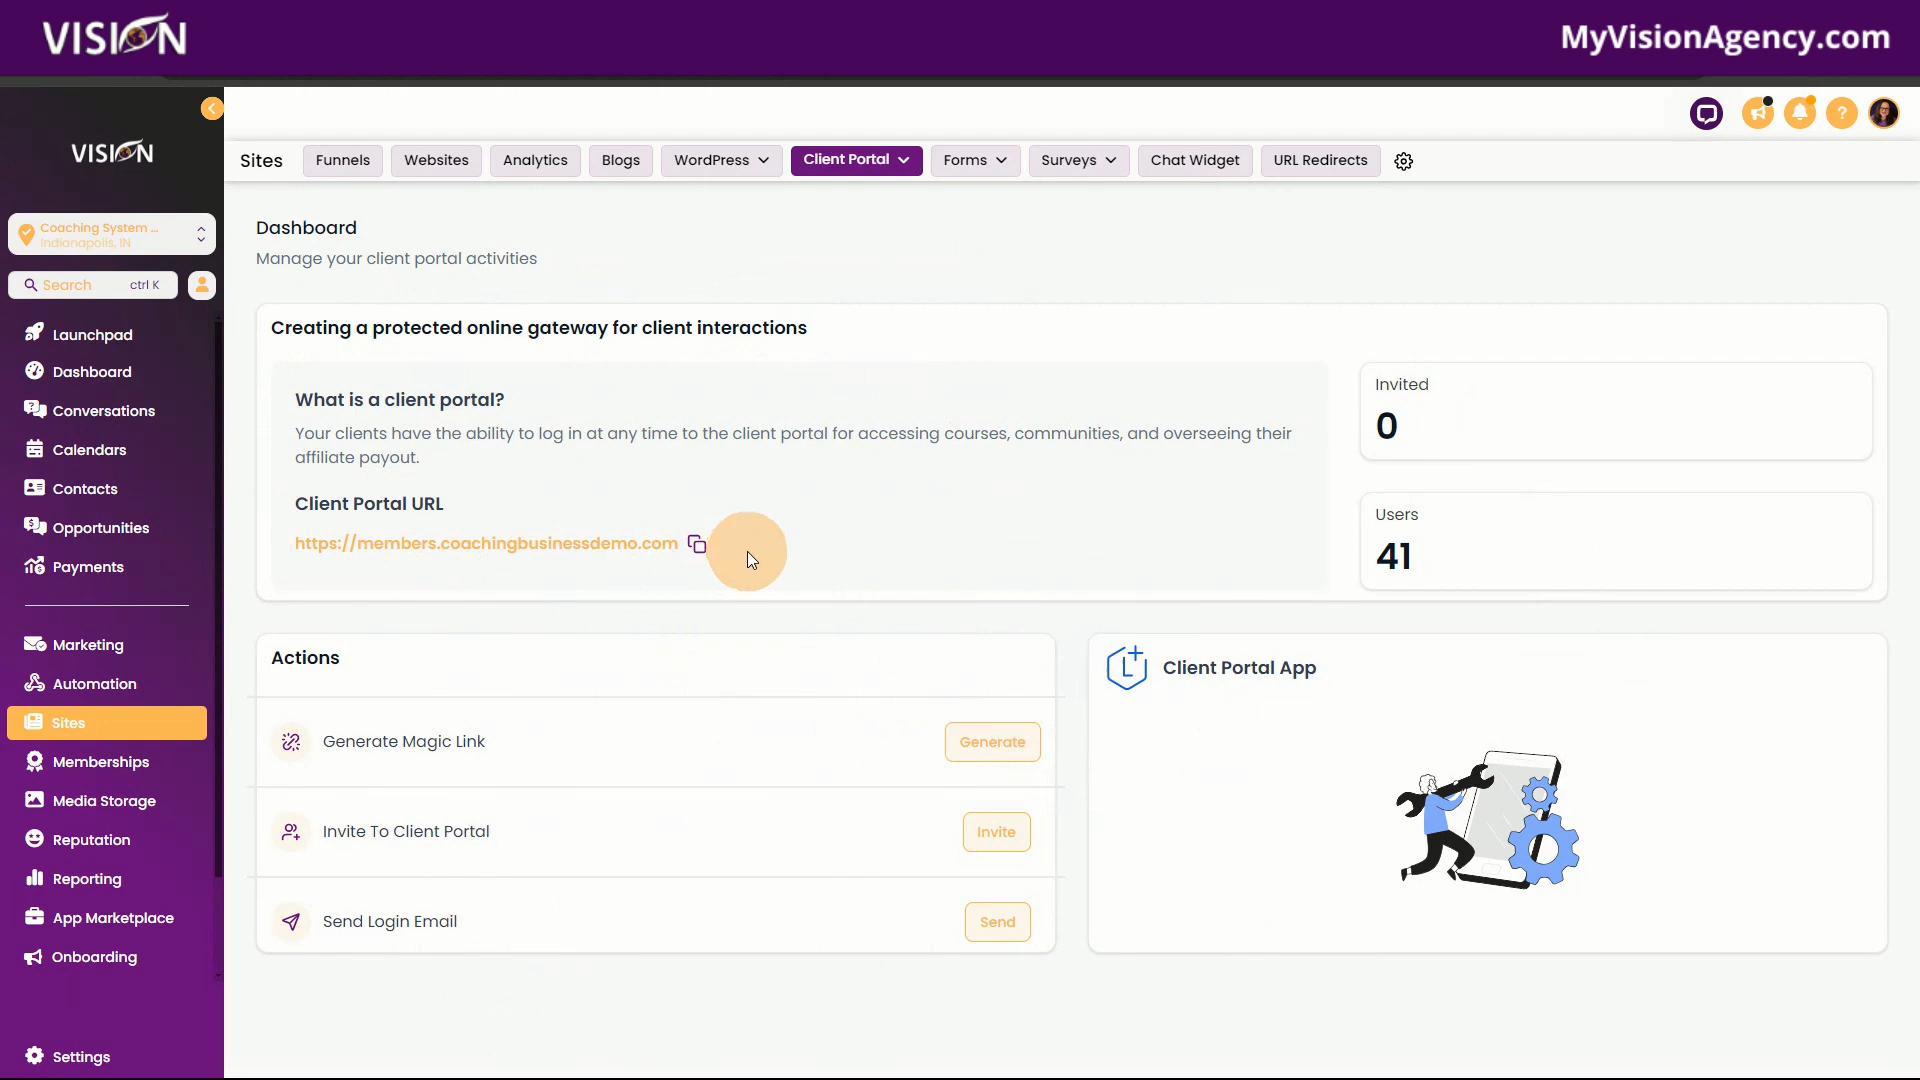 VISION
MyVisionAgency.com
VISION
Coaching System ...
Indianapolis, IN
Search ctrl K
Launchpad
Dashboard
Conversations
Calendars
Contacts
Opportunities
Payments
Marketing
Automation
Sites
Memberships
Media Storage
Reputation
Reporting
App Marketplace
Onboarding
Settings
Sites Funnels Websites Analytics Blogs WordPress Client Portal Forms Surveys Chat Widget URL Redirects
Dashboard
Manage your client portal activities
Creating a protected online gateway for client interactions
What is a client portal?
Your clients have the ability to log in at any time to the client portal for accessing courses, communities, and overseeing their
affiliate payout.
Client Portal URL
https://members.coachingbusinessdemo.com
Invited
0
Users
41
Actions
Generate Magic Link Generate
Invite To Client Portal Invite
Send Login Email Send
Client Portal App